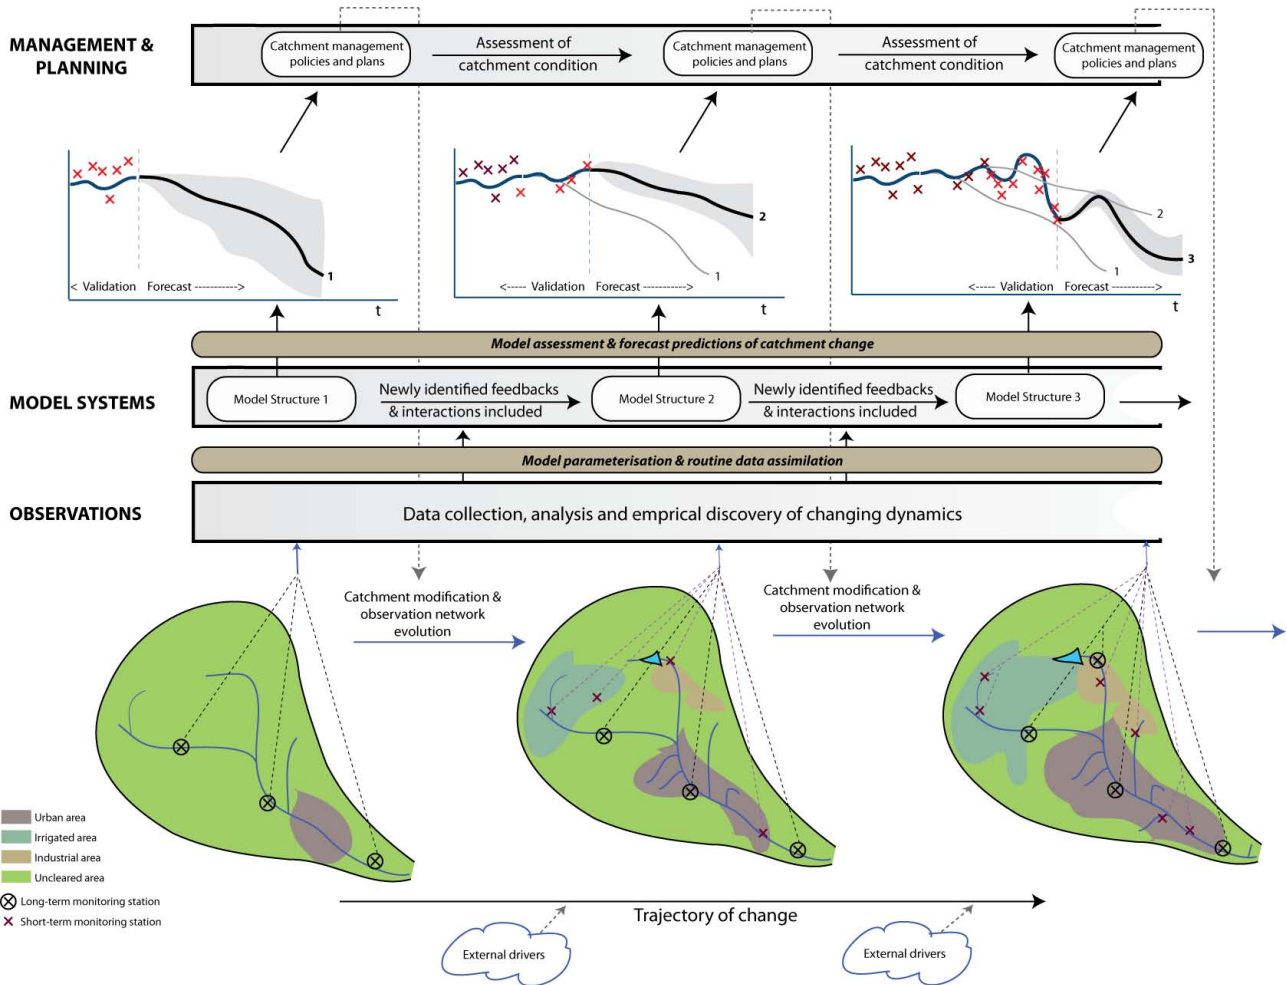 MANAGEMENT &
PLANNING
Catchment management
policies and plans
Assessment of
catchment condition
Catchment management
policies and plans
Assessment of
catchment condition
Catchment management
policies and plans
1
< Validation Forecast ----------->
t
2
1
<----- Validation Forecast ----------->
t
2
1
3
<----- Validation Forecast ----------->
t
Model assessment & forecast predictions of catchment change
MODEL SYSTEMS
Model Structure 1
Newly identified feedbacks
& interactions included
Model Structure 2
Newly identified feedbacks
& interactions included
Model Structure 3
Model parameterisation & routine data assimilation
OBSERVATIONS
Data collection, analysis and emprical discovery of changing dynamics
Catchment modification &
observation network
evolution
Catchment modification &
observation network
evolution
Urban area
Irrigated area
Industrial area
Uncleared area
Long-term monitoring station
Short-term monitoring station
Trajectory of change
External drivers
External drivers